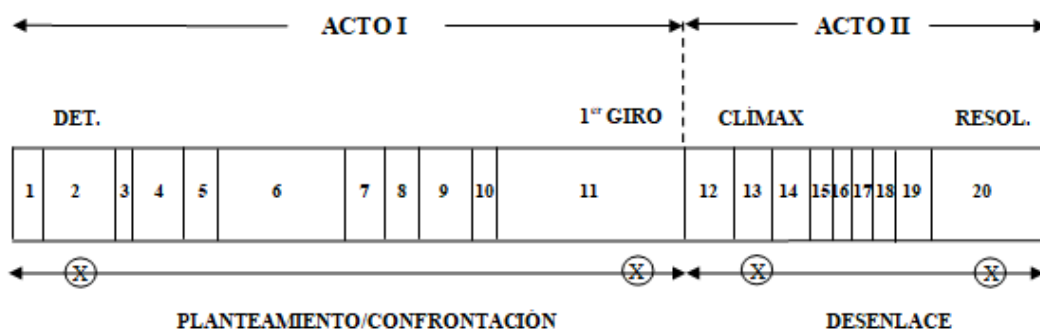 ACTO I ACTO II
DET. 1er GIRO CLÍMAX RESOL.
1 2 3 4 5 6 7 8 9 10 11 12 13 14 15 16 17 18 19 20
X X X X
PLANTEAMIENTO/CONFRONTACIÓN DESENLACE